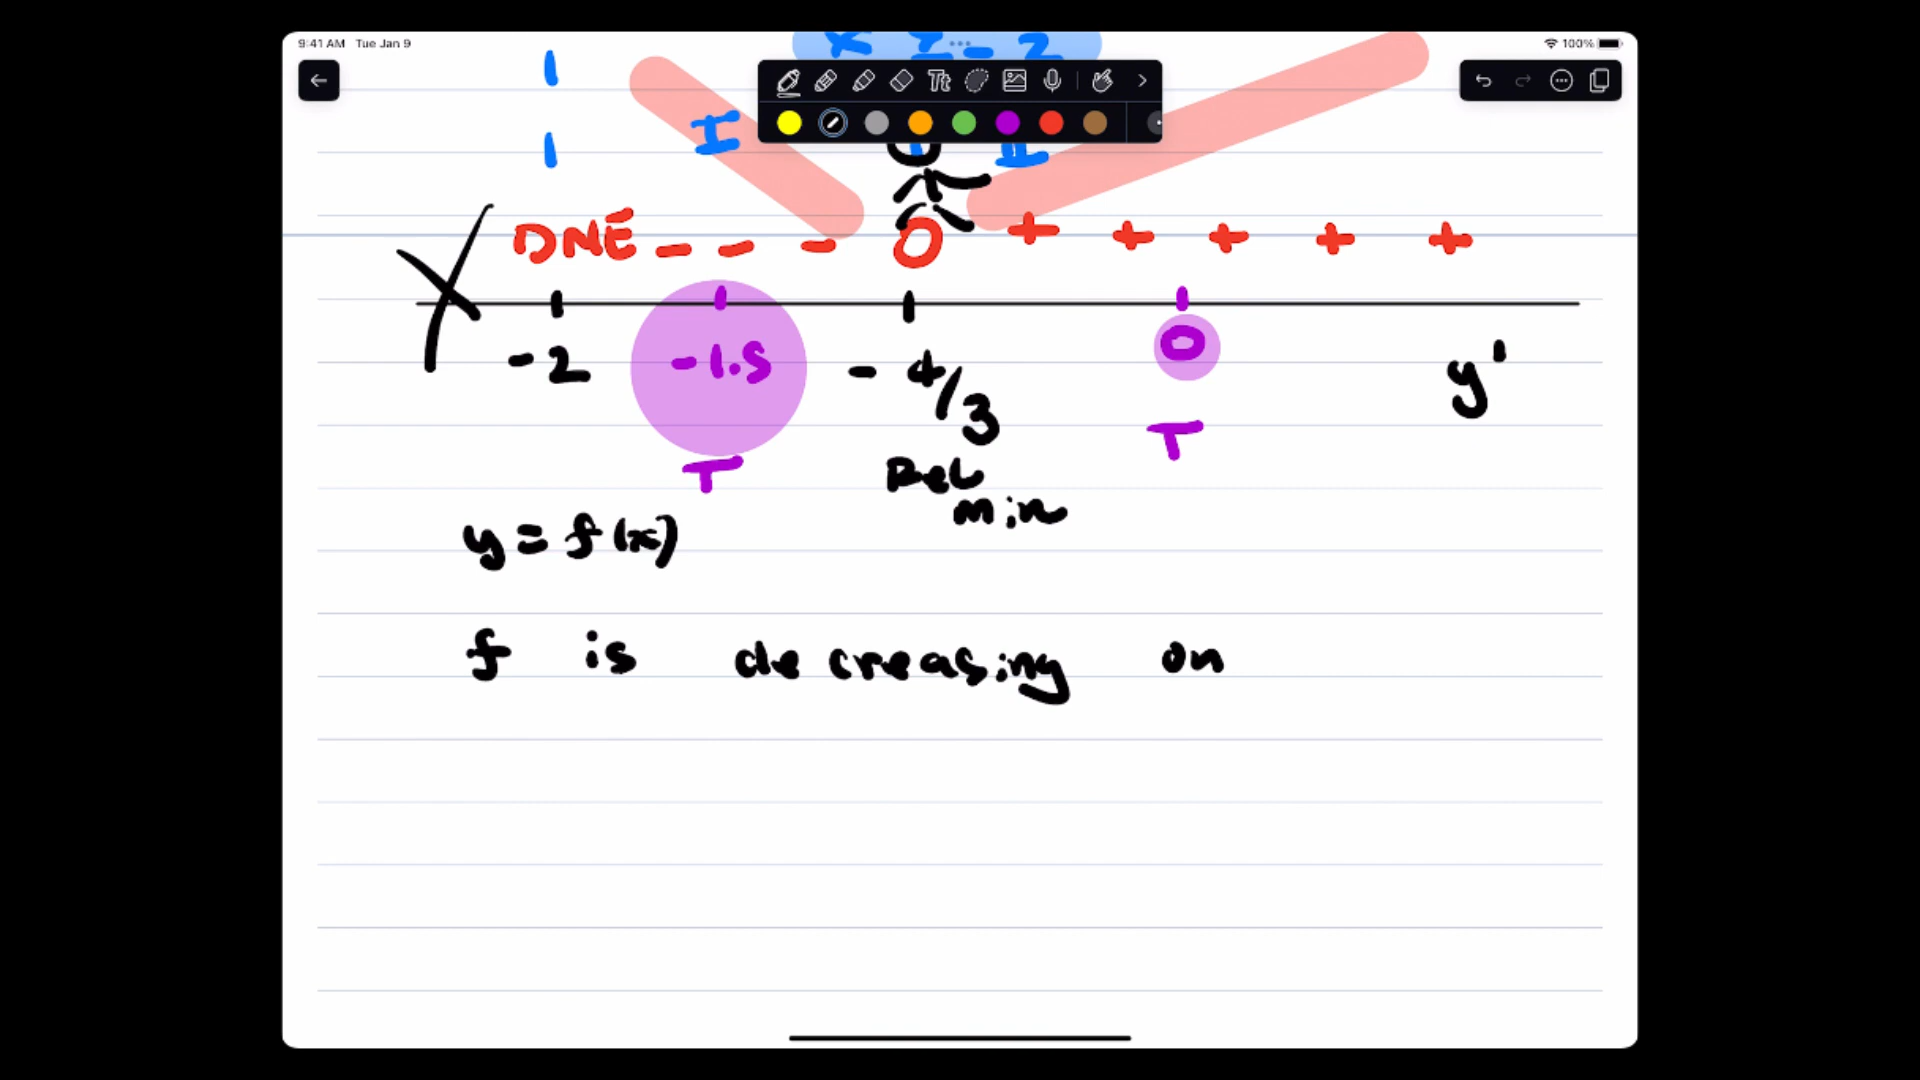 9:41 AM Tue Jan 9
100%
Tt
I II
DNE - - - 0 + + + + +
-2 -1.5 -4/3 0 y'
T Rel min T
y = f(x)
f is decreasing on